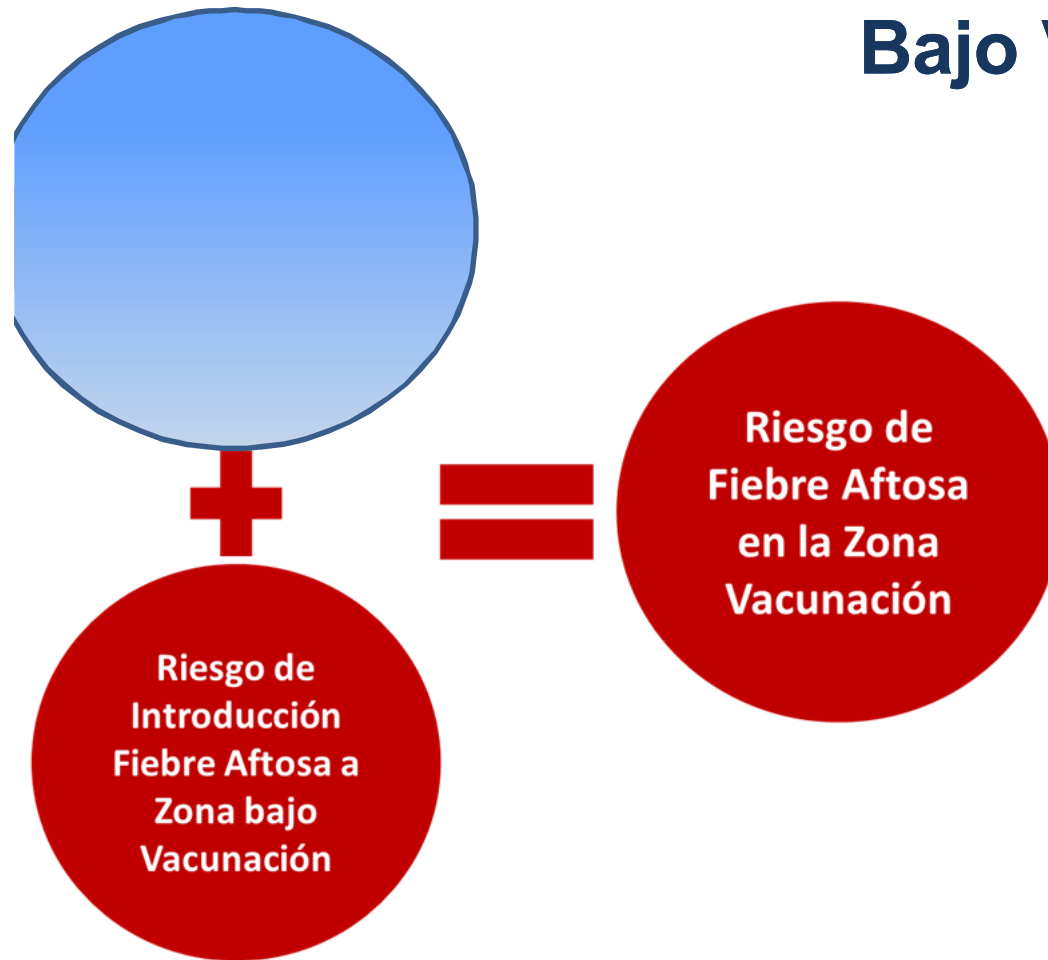 Bajo
Riesgo de
Fiebre Aftosa
en la Zona
Vacunación
Riesgo de
Introducción
Fiebre Aftosa a
Zona bajo
Vacunación